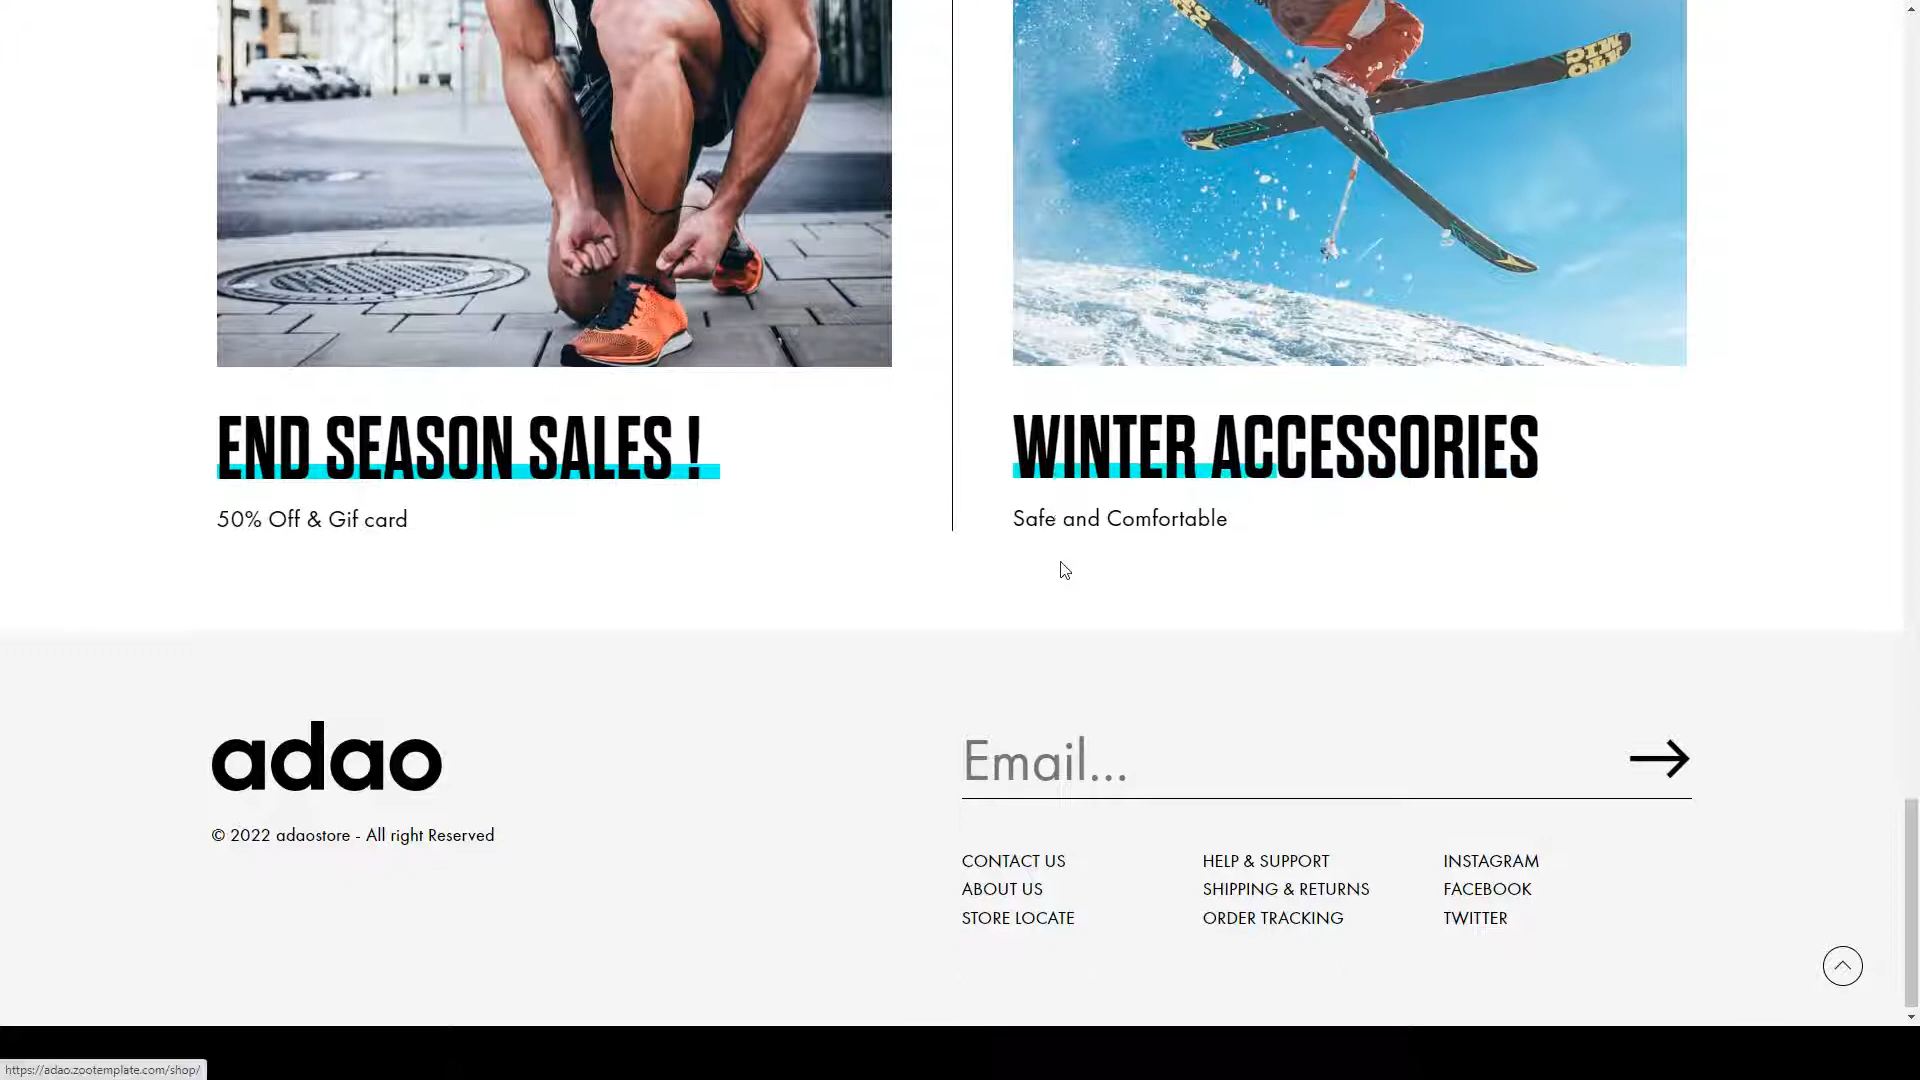 END SEASON SALES !
50% Off & Gif card
WINTER ACCESSORIES
Safe and Comfortable
adao
© 2022 adaostore - All right Reserved
Email...
CONTACT US
ABOUT US
STORE LOCATE
HELP & SUPPORT
SHIPPING & RETURNS
ORDER TRACKING
INSTAGRAM
FACEBOOK
TWITTER
https://adao.zootemplate.com/shop/